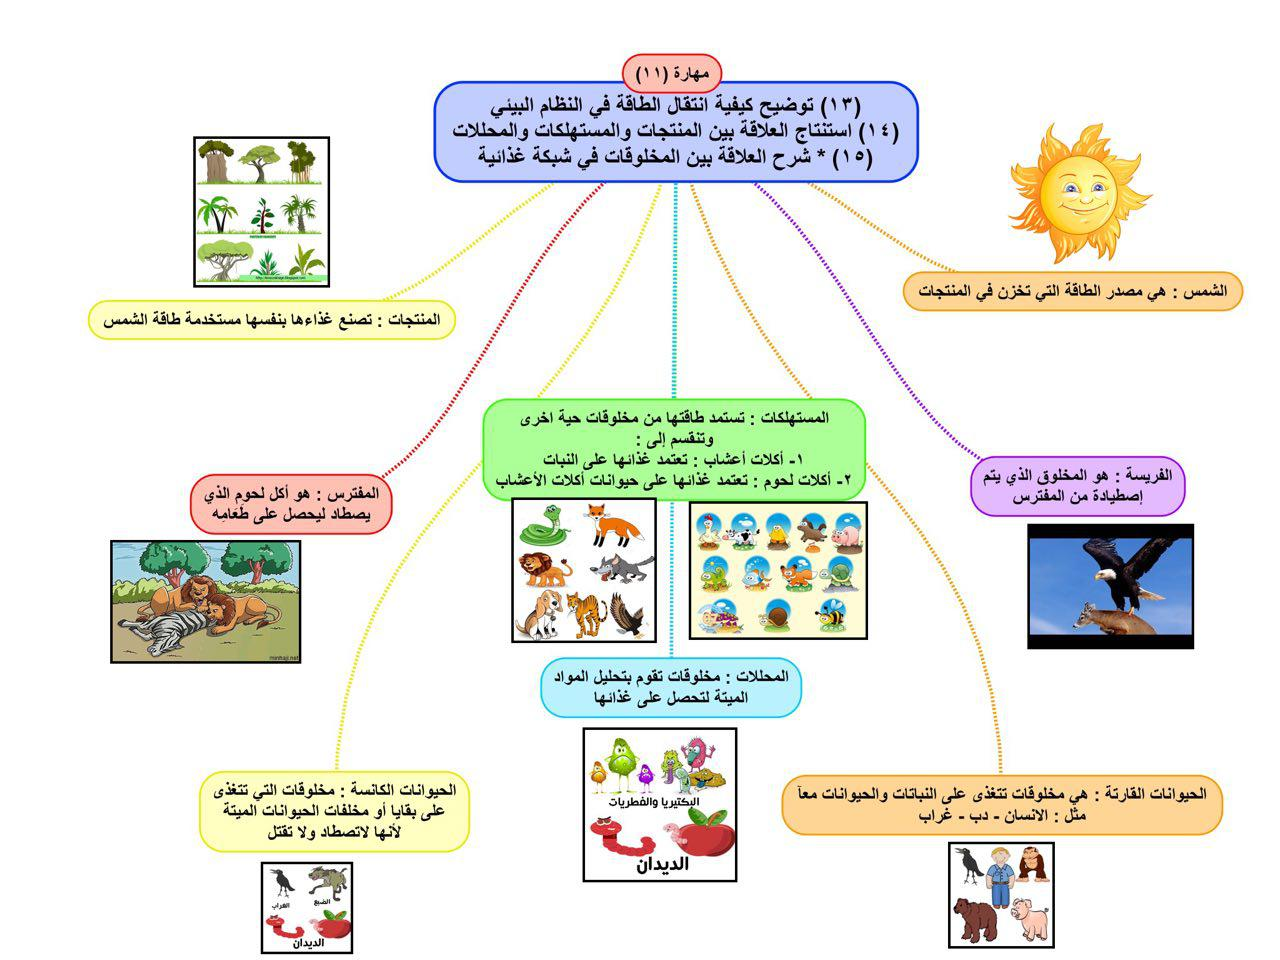 مهارة (١١)
(١٣) توضيح كيفية انتقال الطاقة في النظام البيئي
(١٤) استنتاج العلاقة بين المنتجات والمستهلكات والمحللات
(١٥) * شرح العلاقة بين المخلوقات في شبكة غذائية
الشمس : هي مصدر الطاقة التي تخزن في المنتجات
المنتجات : تصنع غذاءها بنفسها مستخدمة طاقة الشمس
المستهلكات : تستمد طاقتها من مخلوقات حية اخرى
وتنقسم إلى :
١- أكلات أعشاب : تعتمد غذائها على النبات
٢- أكلات لحوم : تعتمد غذائها على حيوانات أكلات الأعشاب
الفريسة : هو المخلوق الذي يتم
إصطيادة من المفترس
المفترس : هو أكل لحوم الذي
يصطاد ليحصل على طَعَامِه
minhaji.net
المحللات : مخلوقات تقوم بتحليل المواد
الميتة لتحصل على غذائها
البكتيريا والفطريات
الديدان
الحيوانات القارتة : هي مخلوقات تتغذى على النباتات والحيوانات معآ
مثل : الانسان - دب - غراب
الحيوانات الكانسة : مخلوقات التي تتغذى
على بقايا أو مخلفات الحيوانات الميتة
لأنها لاتصطاد ولا تقتل
الضبع
الغراب
الديدان